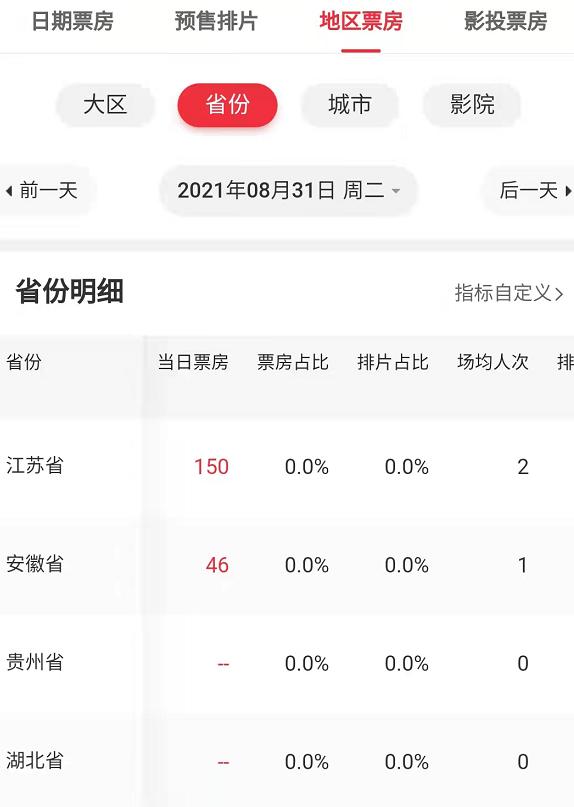 日期票房 预售排片 地区票房 影投票房
大区 省份 城市 影院
前一天 2021年08月31日 周二 后一天
省份明细 指标自定义
省份 当日票房 票房占比 排片占比 场均人次 排
江苏省 150 0.0% 0.0% 2
安徽省 46 0.0% 0.0% 1
贵州省 -- 0.0% 0.0% 0
湖北省 -- 0.0% 0.0% 0